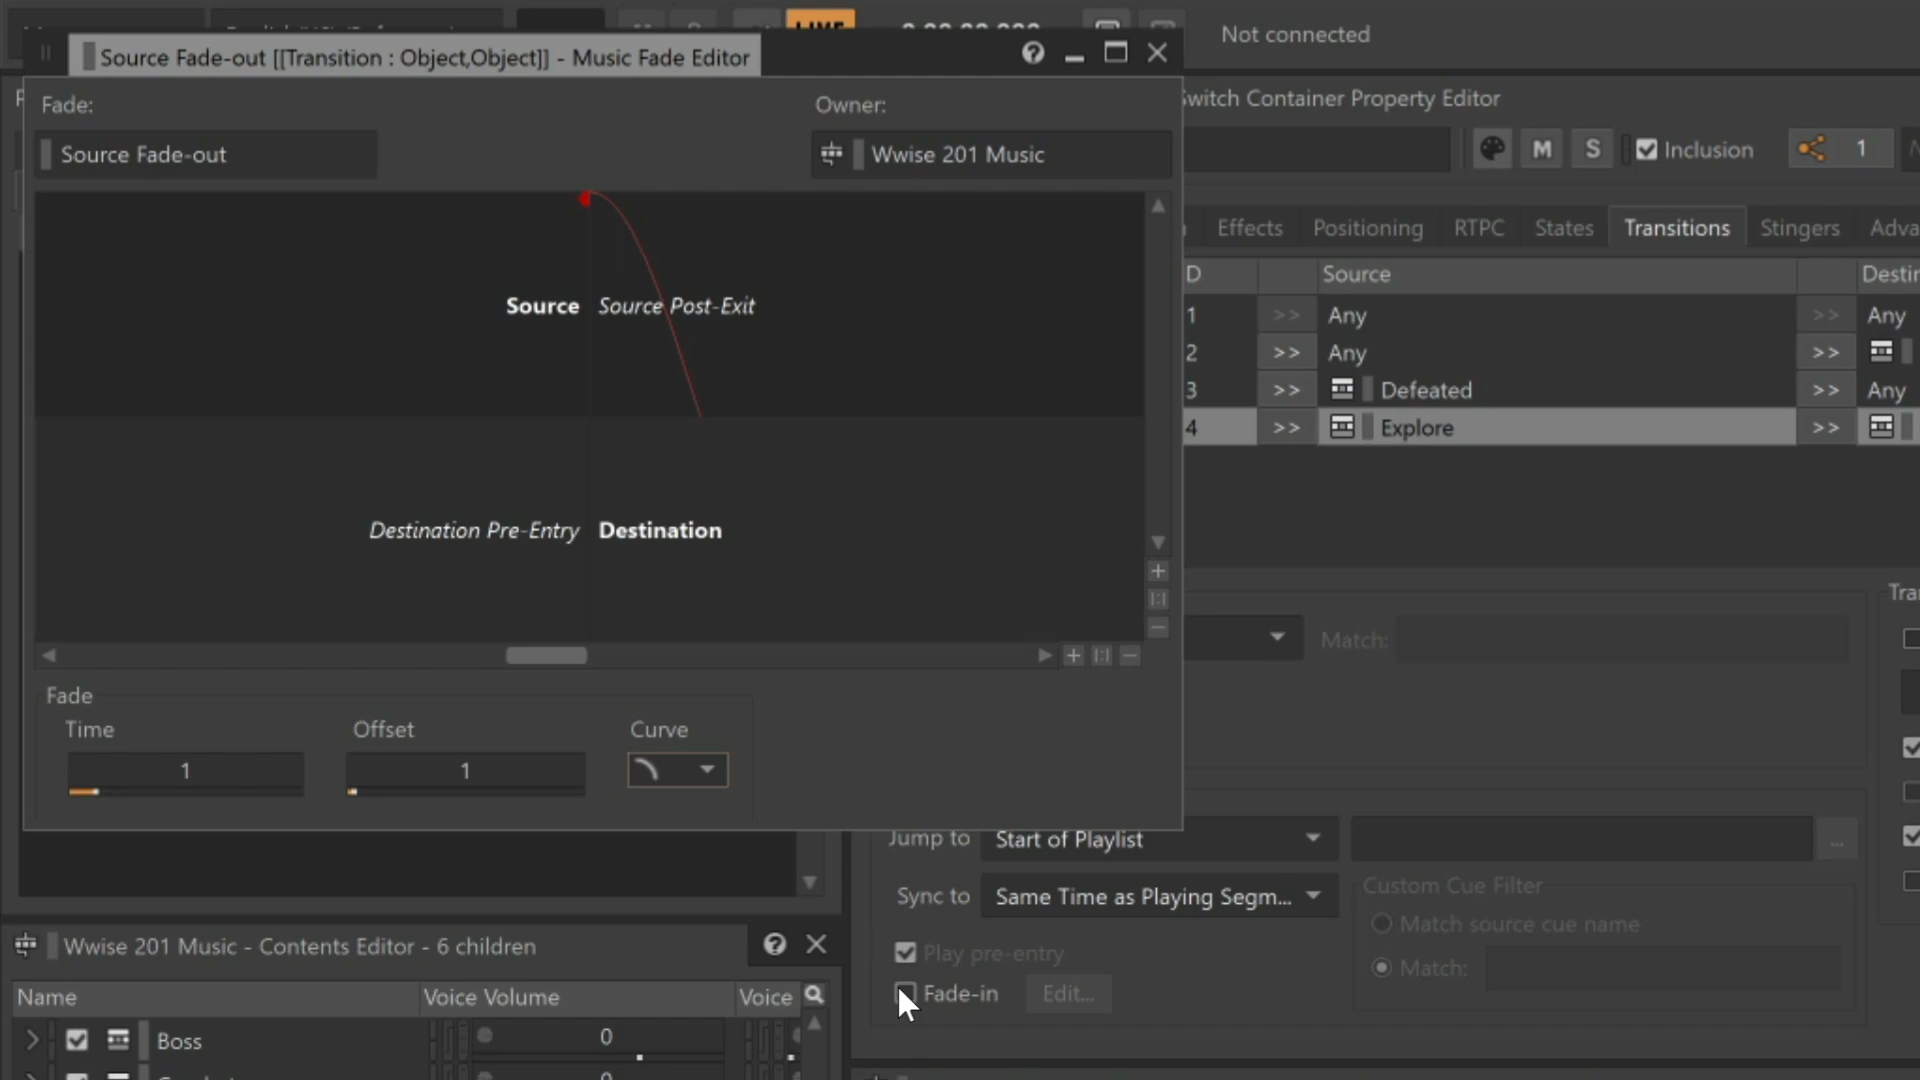 LIVE
Not connected
Source Fade-out [[Transition : Object,Object]] - Music Fade Editor
Switch Container Property Editor
Fade:
Owner:
Source Fade-out
Wwise 201 Music
M
S
Inclusion
1
Effects
Positioning
RTPC
States
Transitions
Stingers
Source
1
Any
Any
2
Any
3
Defeated
Any
4
Explore
>>
Source
Source Post-Exit
Destination Pre-Entry
Destination
Match:
Fade
Time
Offset
Curve
1
1
Jump to
Start of Playlist
...
Sync to
Same Time as Playing Segm...
Custom Cue Filter
Match source cue name
Play pre-entry
Match:
Fade-in
Edit...
Wwise 201 Music - Contents Editor - 6 children
Name
Voice Volume
Voice
Boss
0